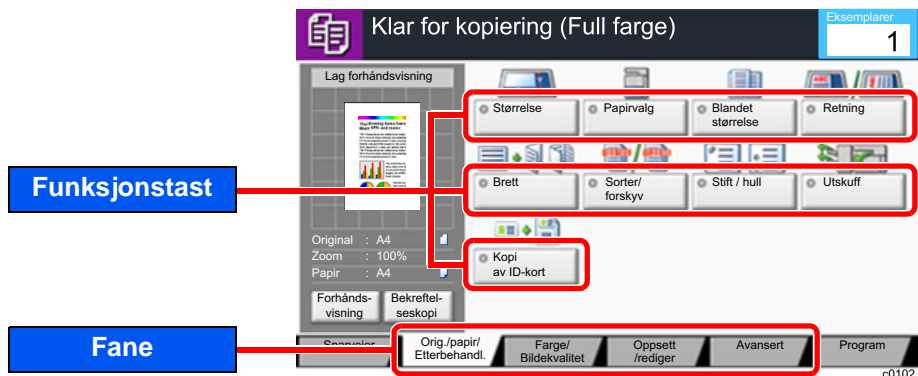 Klar for kopiering (Full farge)
Eksemplarer
1
Lag forhåndsvisning
Størrelse
Papirvalg
Blandet
størrelse
Retning
Funksjonstast
Brett
Sorter/
forskyv
Stift / hull
Utskuff
Original : A4
Zoom : 100%
Papir : A4
Kopi
av ID-kort
Forhånds-
visning
Bekreftel-
seskopi
Fane
Snarveier
Orig./papir/
Etterbehandl.
Farge/
Bildekvalitet
Oppsett
/rediger
Avansert
Program
c0102